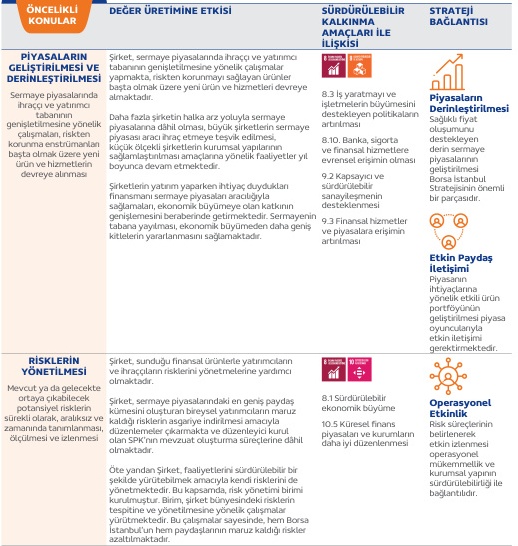 ÖNCELİKLİ
KONULAR
DEĞER ÜRETİMİNE ETKİSİ
SÜRDÜRÜLEBİLİR
KALKINMA
AMAÇLARI İLE
İLİŞKİSİ
STRATEJİ
BAĞLANTISI
PİYASALARIN
GELİŞTİRİLMESİ VE
DERİNLEŞTİRİLMESİ
Sermaye piyasalarında
ihraççı ve yatırımcı
tabanının
genişletilmesine yönelik
çalışmaları, riskten
korunma enstrümanları
başta olmak üzere yeni
ürün ve hizmetlerin
devreye alınması
Şirket, sermaye piyasalarında ihraççı ve yatırımcı
tabanının genişletilmesine yönelik çalışmalar
yapmakta, riskten korunmayı sağlayan ürünler
başta olmak üzere yeni ürün ve hizmetleri devreye
almaktadır.
Daha fazla şirketin halka arz yoluyla sermaye
piyasalarına dâhil olması, büyük şirketlerin sermaye
piyasası aracı ihraç etmeye teşvik edilmesi,
küçük ölçekli şirketlerin kurumsal yapılarının
sağlamlaştırılması amaçlarına yönelik faaliyetler yıl
boyunca devam etmektedir.
Şirketlerin yatırım yaparken ihtiyaç duydukları
finansmanı sermaye piyasaları aracılığıyla
sağlamaları, ekonomik büyümeye olan katkının
genişlemesini beraberinde getirmektedir. Sermayenin
tabana yayılması, ekonomik büyümeden daha geniş
kitlelerin yararlanmasını sağlamaktadır.
8.3 İş yaratmayı ve
işletmelerin büyümesini
destekleyen politikaların
artırılması
8.10. Banka, sigorta
ve finansal hizmetlere
evrensel erişimin olması
9.2 Kapsayıcı ve
sürdürülebilir
sanayileşmenin
desteklenmesi
9.3 Finansal hizmetler
ve piyasalara erişimin
artırılması
Piyasaların
Derinleştirilmesi
Sağlıklı fiyat
oluşumunu
destekleyen
derin sermaye
piyasalarının
geliştirilmesi
Borsa İstanbul
Stratejisinin önemli
bir parçasıdır.
Etkin Paydaş
İletişimi
Piyasanın
ihtiyaçlarına
yönelik etkili ürün
portföyünün
geliştirilmesi piyasa
oyuncularıyla
etkin iletişimi
gerektirmektedir.
RİSKLERİN
YÖNETİLMESİ
Mevcut ya da gelecekte
ortaya çıkabilecek
potansiyel risklerin
sürekli olarak, aralıksız ve
zamanında tanımlanması,
ölçülmesi ve izlenmesi
Şirket, sunduğu finansal ürünlerle yatırımcıların
ve ihraççıların risklerini yönetmelerine yardımcı
olmaktadır.
Şirket, sermaye piyasalarındaki en geniş paydaş
kümesini oluşturan bireysel yatırımcıların maruz
kaldığı risklerin asgariye indirilmesi amacıyla
düzenlemeler çıkarmakta ve düzenleyici kurul
olan SPK'nın mevzuat oluşturma süreçlerine dâhil
olmaktadır.
Öte yandan Şirket, faaliyetlerini sürdürülebilir bir
şekilde yürütebilmek amacıyla kendi risklerini de
yönetmektedir. Bu kapsamda, risk yönetimi birimi
kurulmuştur. Birim, şirket bünyesindeki risklerin
tespitine ve yönetilmesine yönelik çalışmalar
yürütmektedir. Bu çalışmalar sayesinde, hem Borsa
İstanbul'un hem paydaşlarının maruz kaldığı riskler
azaltılmaktadır.
8.1 Sürdürülebilir
ekonomik büyüme
10.5 Küresel finans
piyasaları ve kurumların
daha iyi düzenlenmesi
Operasyonel
Etkinlik
Risk süreçlerinin
belirlenerek
etkin izlenmesi
operasyonel
mükemmellik ve
kurumsal yapının
sürdürülebilirliği ile
bağlantılıdır.